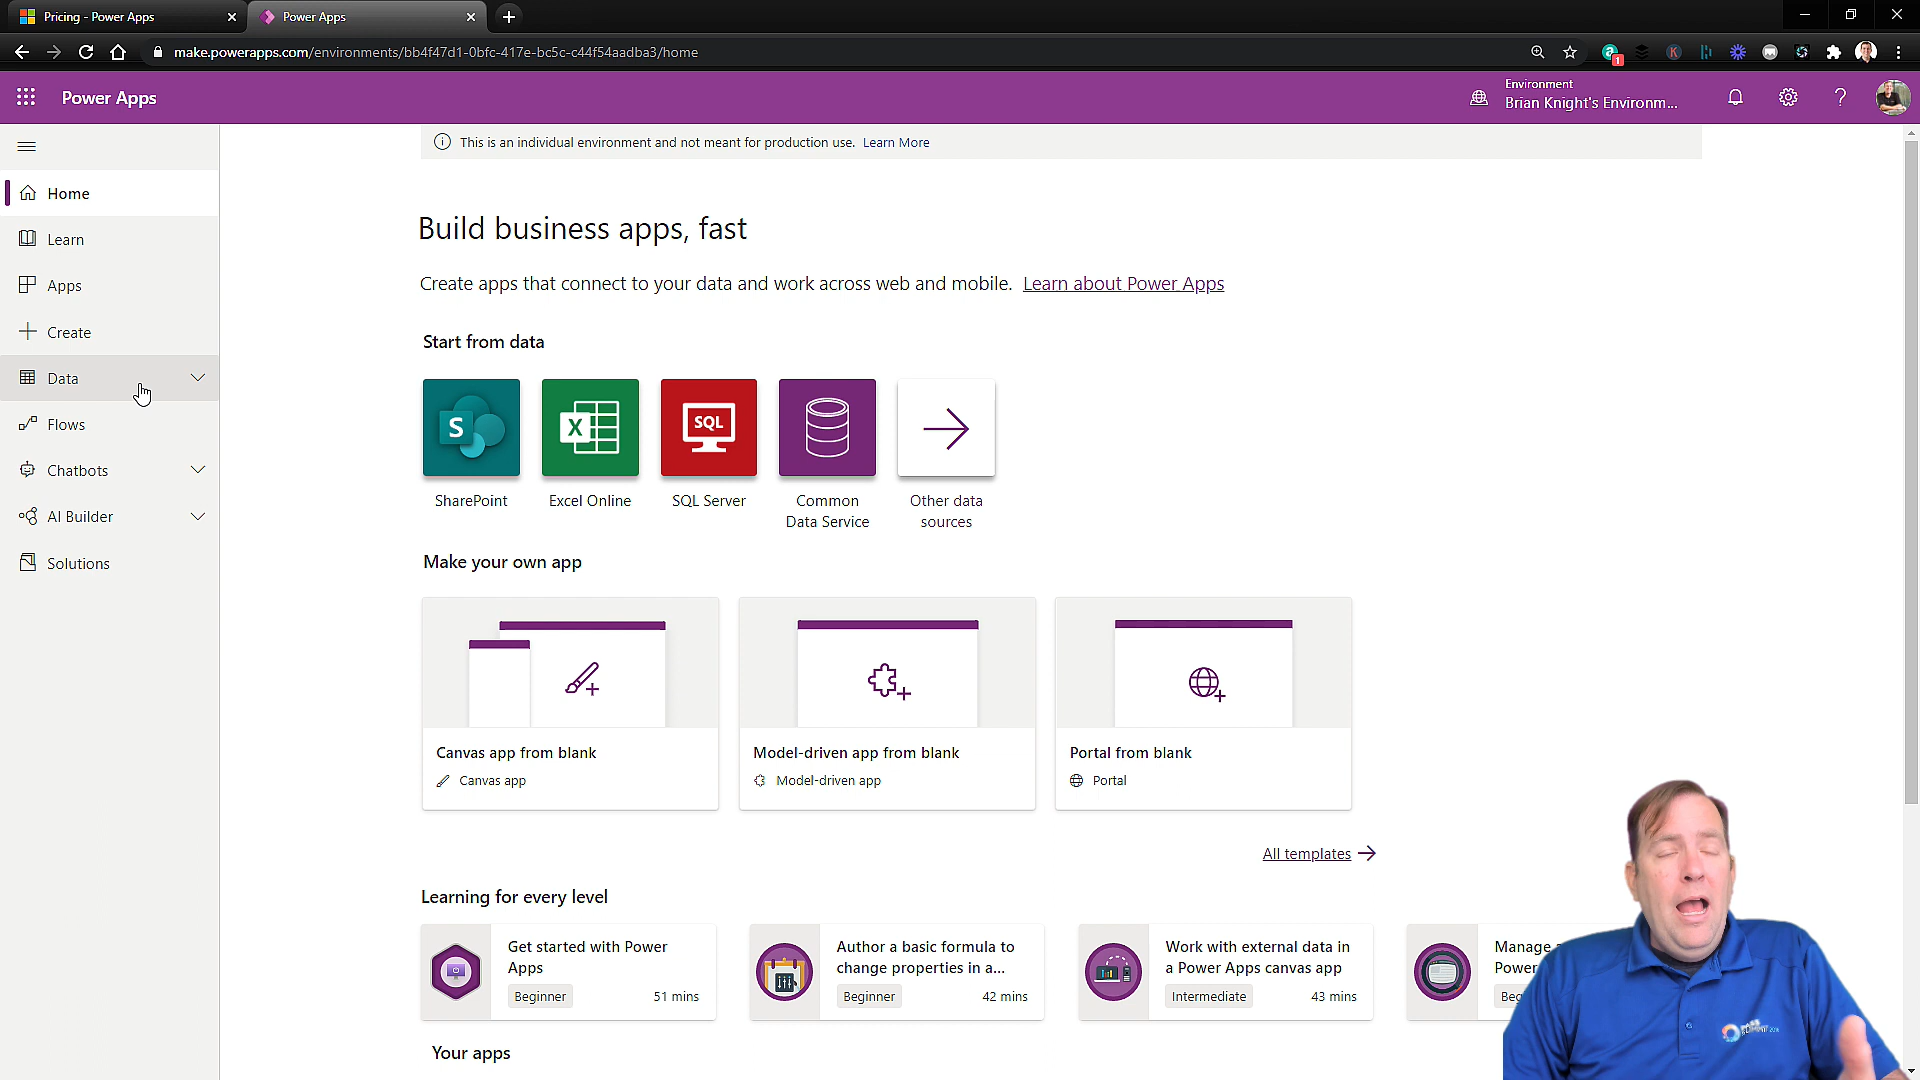 Pricing - Power Apps
Power Apps
make.powerapps.com/environments/bb4f47d1-0bfc-417e-bc5c-c44f54aadba3/home
1
Power Apps
Environment
Brian Knight's Environm...
This is an individual environment and not meant for production use. Learn More
Home
Learn
Apps
Create
Data
Flows
Chatbots
AI Builder
Solutions
Build business apps, fast
Create apps that connect to your data and work across web and mobile. Learn about Power Apps
Start from data
S
X
SQL
SharePoint
Excel Online
SQL Server
Common
Data Service
Other data
sources
Make your own app
Canvas app from blank
Canvas app
Model-driven app from blank
Model-driven app
Portal from blank
Portal
All templates
Learning for every level
Get started with Power
Apps
Beginner
51 mins
Author a basic formula to
change properties in a...
Beginner
42 mins
Work with external data in
a Power Apps canvas app
Intermediate
43 mins
Manage
Power
Your apps